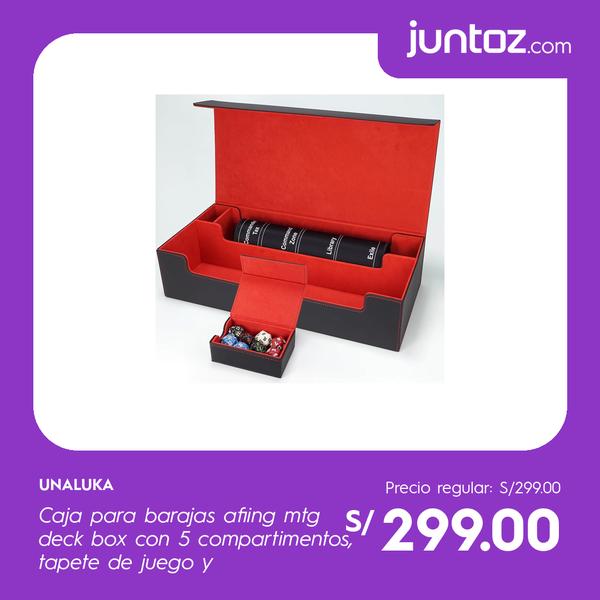 juntoz.com
Commander
Tax
Command
Zone
Library
Exile
UNALUKA
Precio regular: S/299.00
Caja para barajas afiing mtg
deck box con 5 compartimentos,
tapete de juego y
S/ 299.00